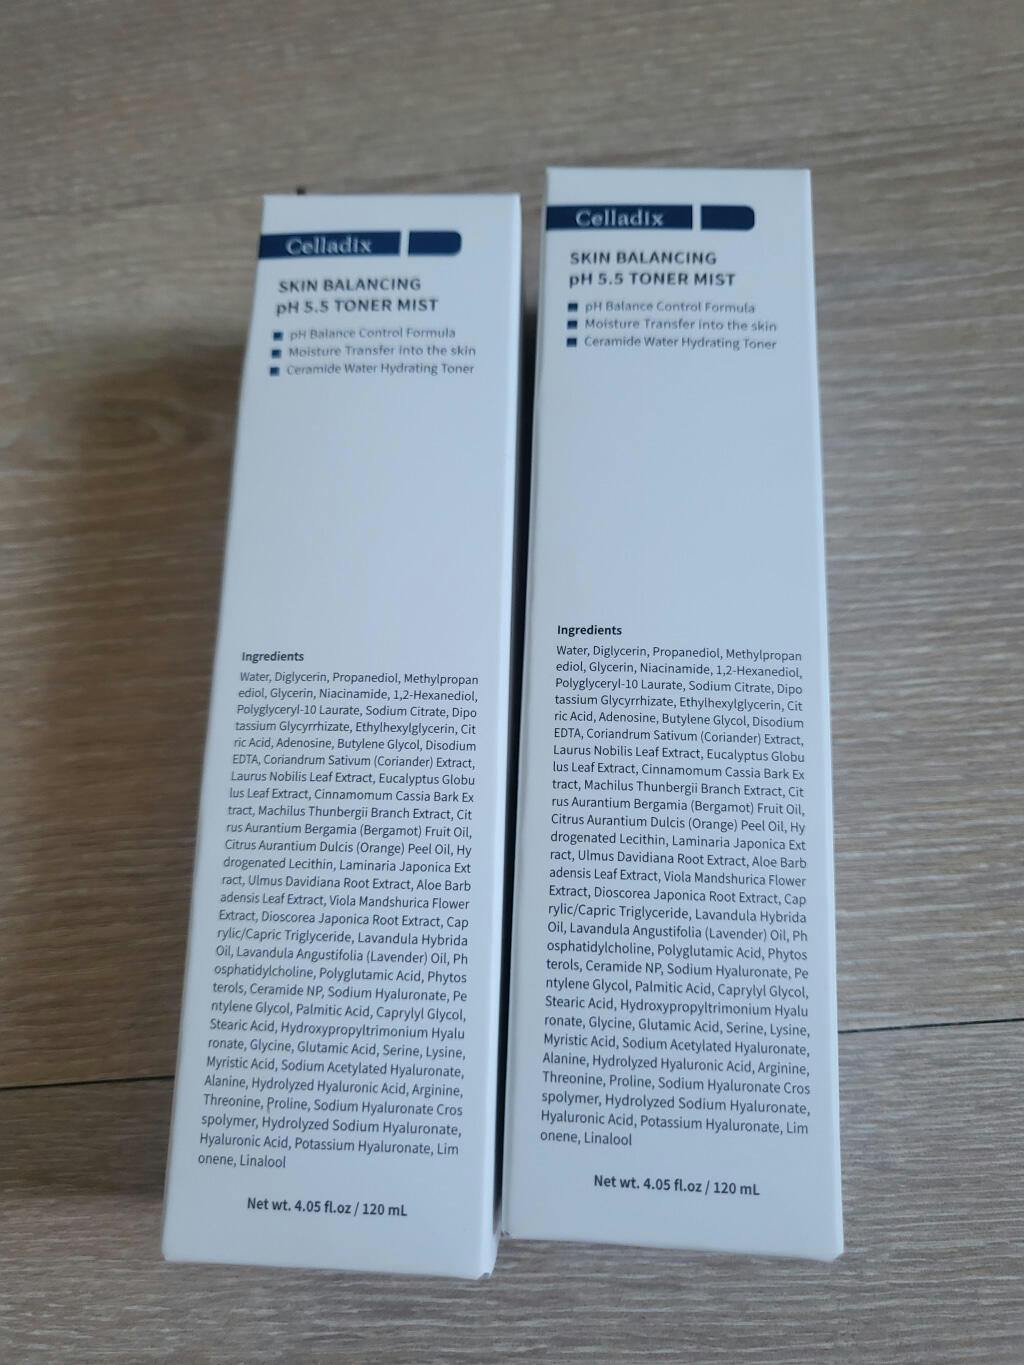 Celladix
SKIN BALANCING
pH 5.5 TONER MIST
pH Balance Control Formula
Moisture Transfer into the skin
Ceramide Water Hydrating Toner
Ingredients
Water, Diglycerin, Propanediol, Methylpropan
ediol, Glycerin, Niacinamide, 1,2-Hexanediol,
Polyglyceryl-10 Laurate, Sodium Citrate, Dipo
tassium Glycyrrhizate, Ethylhexylglycerin, Cit
ric Acid, Adenosine, Butylene Glycol, Disodium
EDTA, Coriandrum Sativum (Coriander) Extract,
Laurus Nobilis Leaf Extract, Eucalyptus Globu
lus Leaf Extract, Cinnamomum Cassia Bark Ex
tract, Machilus Thunbergii Branch Extract, Cit
rus Aurantium Bergamia (Bergamot) Fruit Oil,
Citrus Aurantium Dulcis (Orange) Peel Oil, Hy
drogenated Lecithin, Laminaria Japonica Ext
ract, Ulmus Davidiana Root Extract, Aloe Barb
adensis Leaf Extract, Viola Mandshurica Flower
Extract, Dioscorea Japonica Root Extract, Cap
rylic/Capric Triglyceride, Lavandula Hybrida
Oil, Lavandula Angustifolia (Lavender) Oil, Ph
osphatidylcholine, Polyglutamic Acid, Phytos
terols, Ceramide NP, Sodium Hyaluronate, Pe
ntylene Glycol, Palmitic Acid, Caprylyl Glycol,
Stearic Acid, Hydroxypropyltrimonium Hyalu
ronate, Glycine, Glutamic Acid, Serine, Lysine,
Myristic Acid, Sodium Acetylated Hyaluronate,
Alanine, Hydrolyzed Hyaluronic Acid, Arginine,
Threonine, Proline, Sodium Hyaluronate Cros
spolymer, Hydrolyzed Sodium Hyaluronate,
Hyaluronic Acid, Potassium Hyaluronate, Lim
onene, Linalool
Net wt. 4.05 fl.oz / 120 mL
Celladix
SKIN BALANCING
pH 5.5 TONER MIST
pH Balance Control Formula
Moisture Transfer into the skin
Ceramide Water Hydrating Toner
Ingredients
Water, Diglycerin, Propanediol, Methylpropan
ediol, Glycerin, Niacinamide, 1,2-Hexanediol,
Polyglyceryl-10 Laurate, Sodium Citrate, Dipo
tassium Glycyrrhizate, Ethylhexylglycerin, Cit
ric Acid, Adenosine, Butylene Glycol, Disodium
EDTA, Coriandrum Sativum (Coriander) Extract,
Laurus Nobilis Leaf Extract, Eucalyptus Globu
lus Leaf Extract, Cinnamomum Cassia Bark Ex
tract, Machilus Thunbergii Branch Extract, Cit
rus Aurantium Bergamia (Bergamot) Fruit Oil,
Citrus Aurantium Dulcis (Orange) Peel Oil, Hy
drogenated Lecithin, Laminaria Japonica Ext
ract, Ulmus Davidiana Root Extract, Aloe Barb
adensis Leaf Extract, Viola Mandshurica Flower
Extract, Dioscorea Japonica Root Extract, Cap
rylic/Capric Triglyceride, Lavandula Hybrida
Oil, Lavandula Angustifolia (Lavender) Oil, Ph
osphatidylcholine, Polyglutamic Acid, Phytos
terols, Ceramide NP, Sodium Hyaluronate, Pe
ntylene Glycol, Palmitic Acid, Caprylyl Glycol,
Stearic Acid, Hydroxypropyltrimonium Hyalu
ronate, Glycine, Glutamic Acid, Serine, Lysine,
Myristic Acid, Sodium Acetylated Hyaluronate,
Alanine, Hydrolyzed Hyaluronic Acid, Arginine,
Threonine, Proline, Sodium Hyaluronate Cros
spolymer, Hydrolyzed Sodium Hyaluronate,
Hyaluronic Acid, Potassium Hyaluronate, Lim
onene, Linalool
Net wt. 4.05 fl.oz / 120 mL